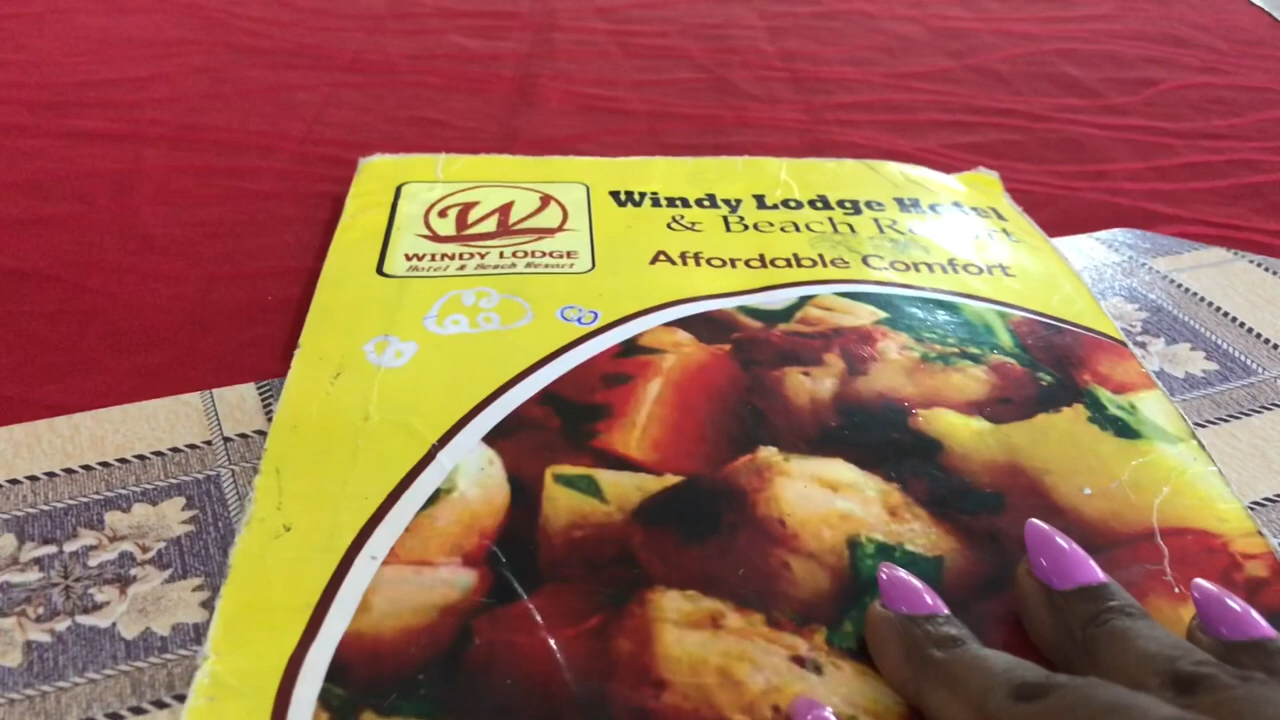 W
WINDY LODGE
Hotel & Beach Resort
Windy Lodge Hotel
& Beach Resort
Affordable Comfort